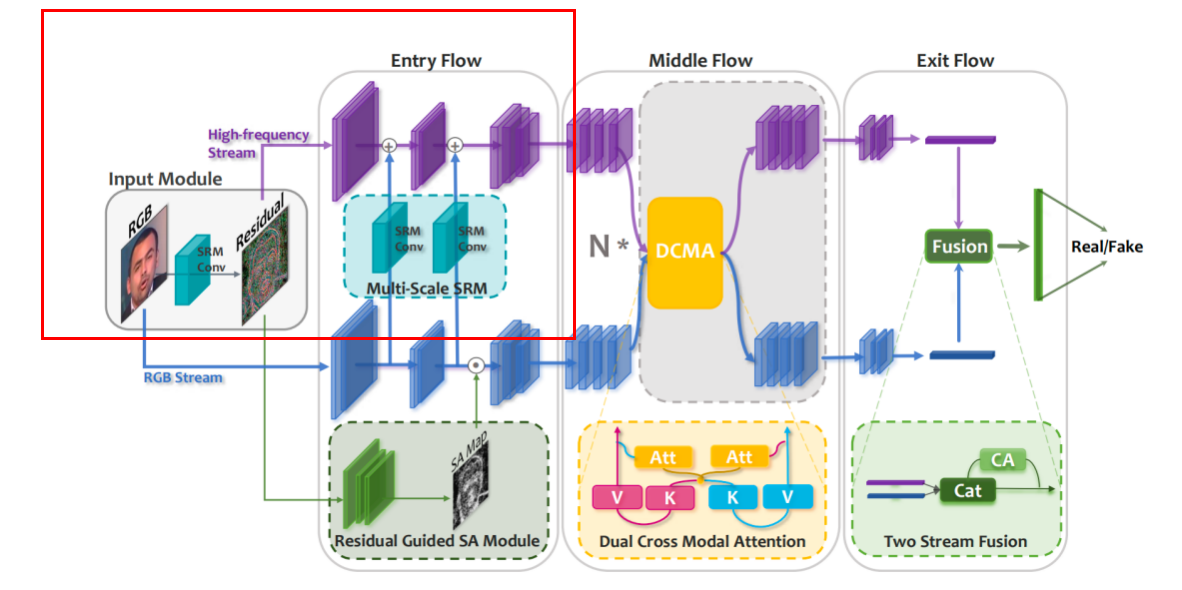 Entry Flow
Middle Flow
Exit Flow
High-frequency
Stream
Input Module
RGB
SRM
Conv
Residual
SRM
Conv
SRM
Conv
Multi-Scale SRM
N *
DCMA
Fusion
Real/Fake
RGB Stream
SA Map
Residual Guided SA Module
Att
Att
V
K
K
V
Dual Cross Modal Attention
CA
Cat
Two Stream Fusion